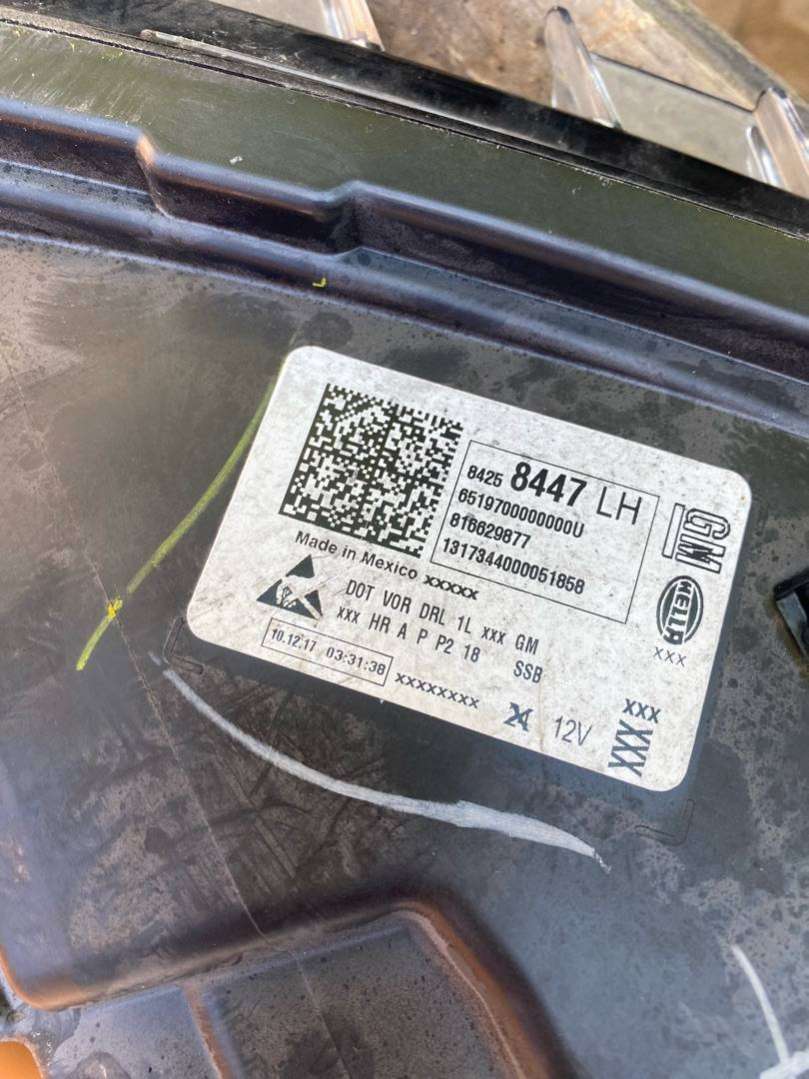 8425 8447 LH
6519700000000U
816629877
1317344000051858
GM
HELLA
xxx
Made in Mexico xxxxx
DOT VOR DRL 1L xxx GM
xxx HR A P P2 18 SSB
10.12.17 03:31:38
xxxxxxxxx
12V
xxx
XXX